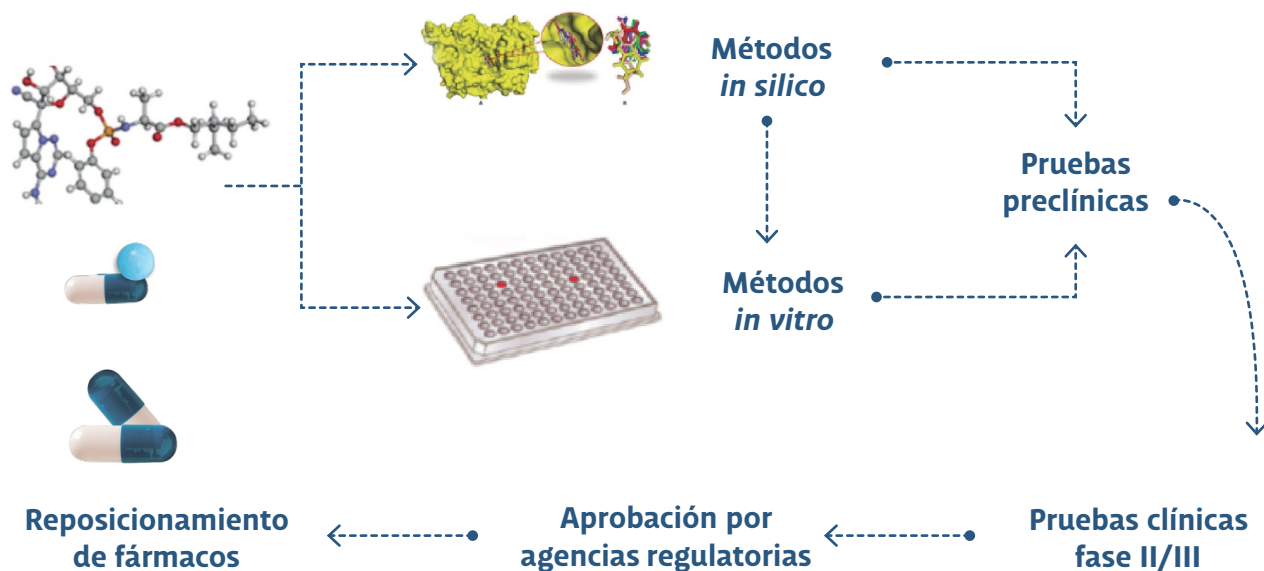 Métodos
in silico
Pruebas
preclínicas
Métodos
in vitro
Reposicionamiento
de fármacos
Aprobación por
agencias regulatorias
Pruebas clínicas
fase II/III